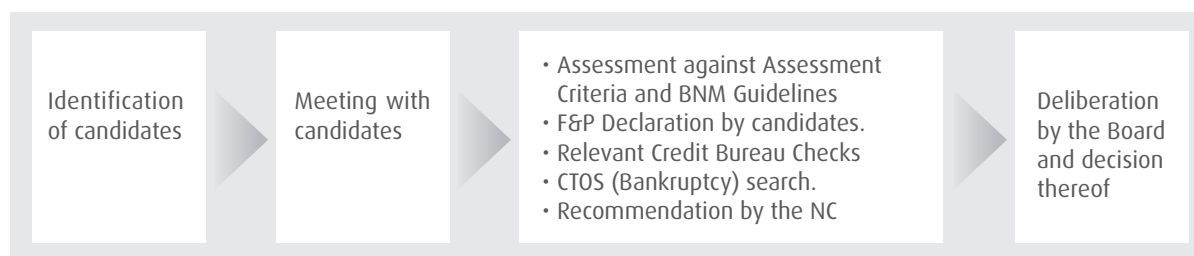 Identification
of candidates
Meeting with
candidates
• Assessment against Assessment
Criteria and BNM Guidelines
• F&P Declaration by candidates.
• Relevant Credit Bureau Checks
• CTOS (Bankruptcy) search.
• Recommendation by the NC
Deliberation
by the Board
and decision
thereof